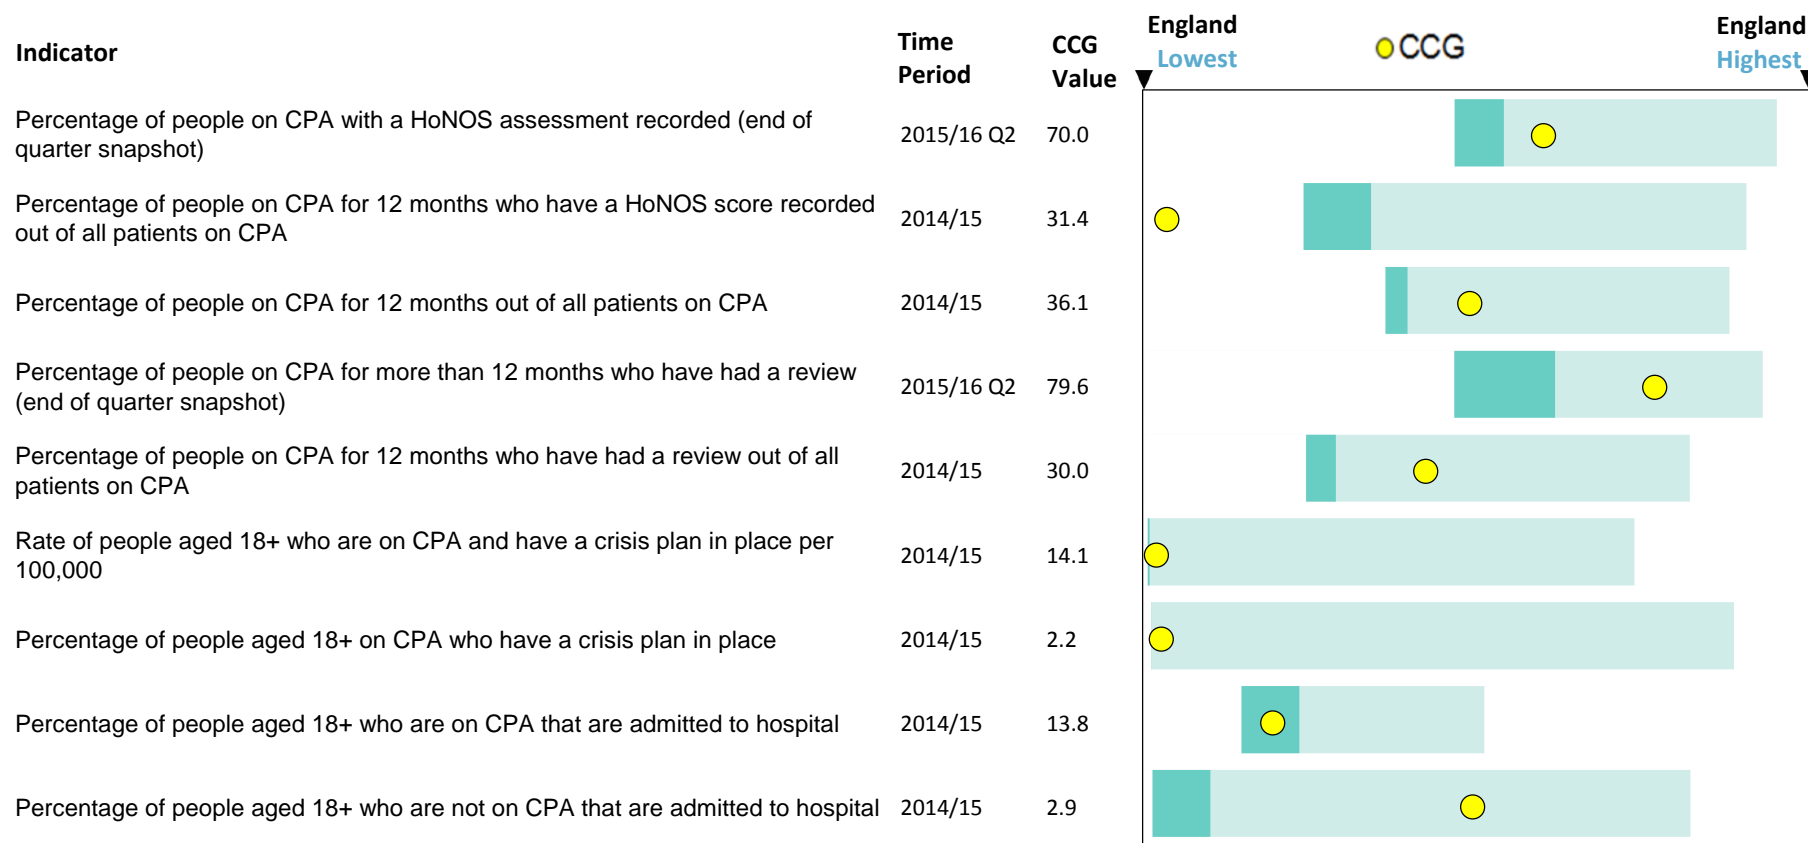 Indicator
Time
Period
CCG
Value
England
Lowest
CCG
England
Highest
Percentage of people on CPA with a HoNOS assessment recorded (end of
quarter snapshot)
2015/16 Q2
70.0
Percentage of people on CPA for 12 months who have a HoNOS score recorded
out of all patients on CPA
2014/15
31.4
Percentage of people on CPA for 12 months out of all patients on CPA
2014/15
36.1
Percentage of people on CPA for more than 12 months who have had a review
(end of quarter snapshot)
2015/16 Q2
79.6
Percentage of people on CPA for 12 months who have had a review out of all
patients on CPA
2014/15
30.0
Rate of people aged 18+ who are on CPA and have a crisis plan in place per
100,000
2014/15
14.1
Percentage of people aged 18+ on CPA who have a crisis plan in place
2014/15
2.2
Percentage of people aged 18+ who are on CPA that are admitted to hospital
2014/15
13.8
Percentage of people aged 18+ who are not on CPA that are admitted to hospital
2014/15
2.9